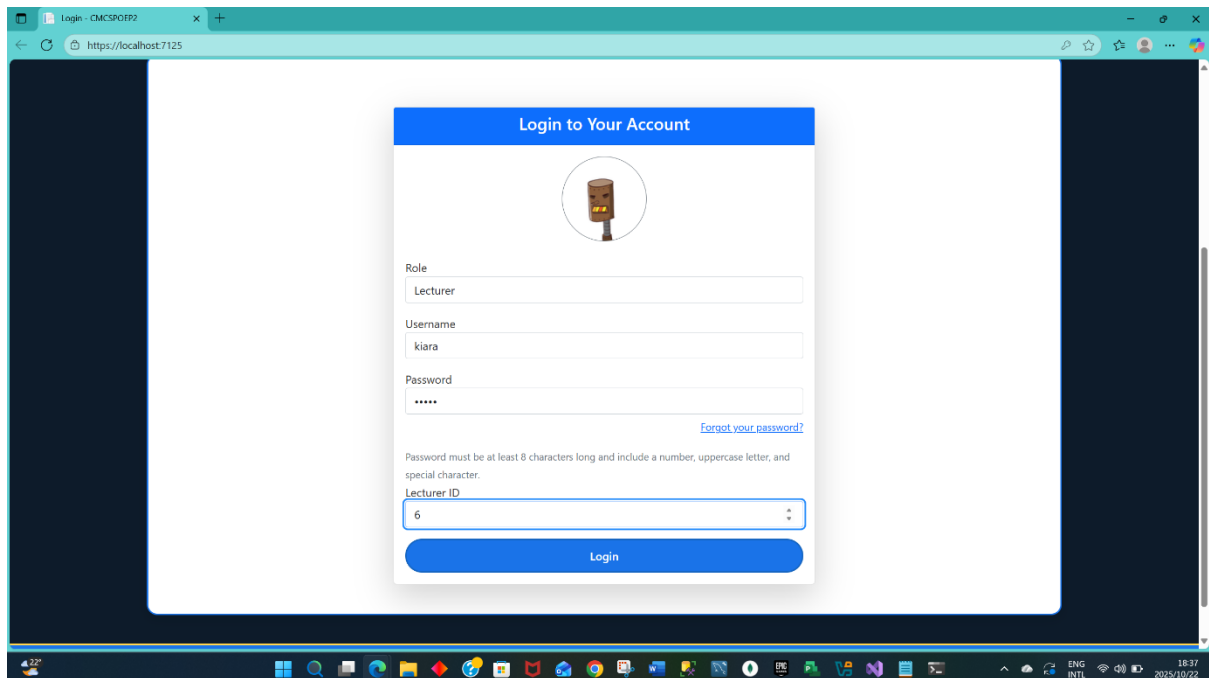 Login - CMCSPOEP2
https://localhost:7125
Login to Your Account
Role
Lecturer
Username
kiara
Password
•••••
Forgot your password?
Password must be at least 8 characters long and include a number, uppercase letter, and
special character.
Lecturer ID
6
Login
22°
EPIC
ENG
INTL
18:37
2025/10/22